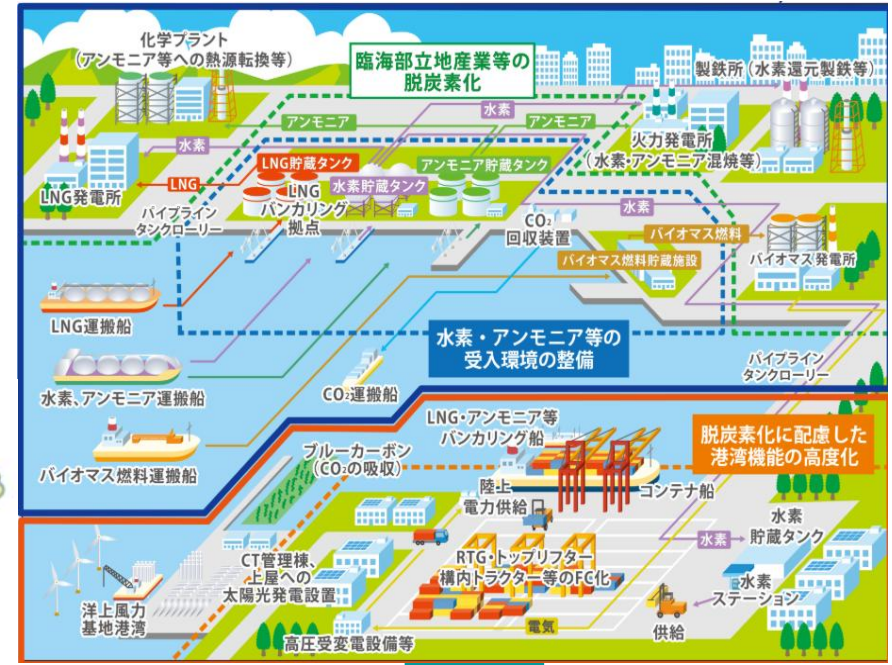 化学プラント
(アンモニア等への熱源転換等)
臨海部立地産業等の
脱炭素化
製鉄所(水素還元製鉄等)
水素
アンモニア
アンモニア
火力発電所
(水素・アンモニア混焼等)
水素
LNG貯蔵タンク
アンモニア貯蔵タンク
LNG
水素貯蔵タンク
LNG発電所
LNG
バンカリング
拠点
パイプライン
タンクローリー
CO₂
回収装置
水素
バイオマス燃料
バイオマス燃料貯蔵施設
バイオマス発電所
LNG運搬船
水素・アンモニア等の
受入環境の整備
水素、アンモニア運搬船
CO₂運搬船
パイプライン
タンクローリー
バイオマス燃料運搬船
LNG・アンモニア等
バンカリング船
脱炭素化に配慮した
港湾機能の高度化
ブルーカーボン
(CO₂の吸収)
陸上
電力供給
コンテナ船
水素
貯蔵タンク
水素
CT管理棟、
上屋への
太陽光発電設置
RTG・トップリフター
構内トラクター等のFC化
水素
ステーション
洋上風力
基地港湾
高圧受変電設備等
電気
供給